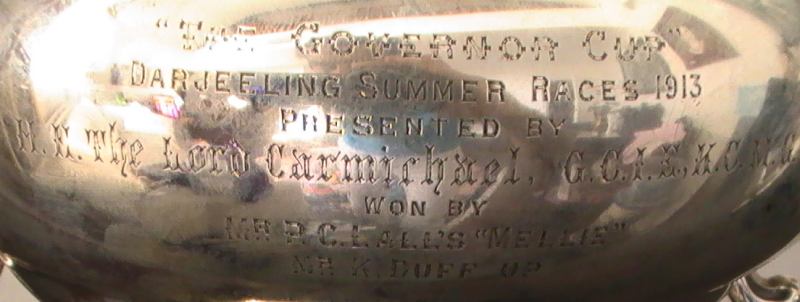 "The Governor Cup"
Darjeeling Summer Races 1913
Presented by
H. E. The Lord Carmichael, G.C.I.E, K.C.M.G
Won by
Mr P. C. Lall's "Mellie"
Mr K. Duff up